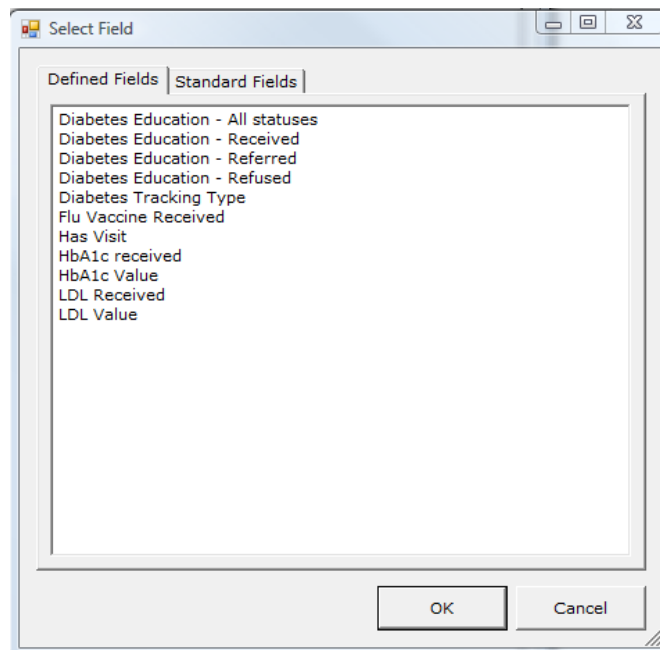 Select Field
Defined Fields Standard Fields
Diabetes Education - All statuses
Diabetes Education - Received
Diabetes Education - Referred
Diabetes Education - Refused
Diabetes Tracking Type
Flu Vaccine Received
Has Visit
HbA1c received
HbA1c Value
LDL Received
LDL Value
OK Cancel